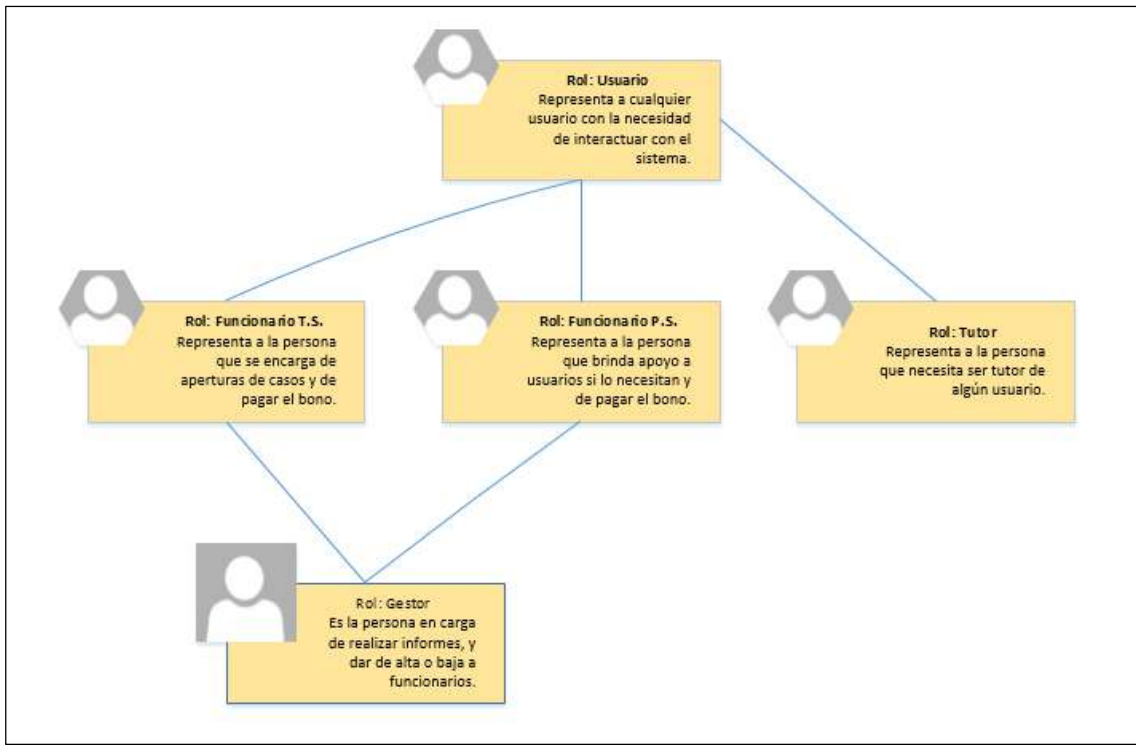 Rol: Usuario
Representa a cualquier
usuario con la necesidad
de interactuar con el
sistema.
Rol: Funcionario T.S.
Representa a la persona
que se encarga de
aperturas de casos y de
pagar el bono.
Rol: Funcionario P.S.
Representa a la persona
que brinda apoyo a
usuarios si lo necesitan y
de pagar el bono.
Rol: Tutor
Representa a la persona
que necesita ser tutor de
algún usuario.
Rol: Gestor
Es la persona en carga
de realizar informes, y
dar de alta o baja a
funcionarios.